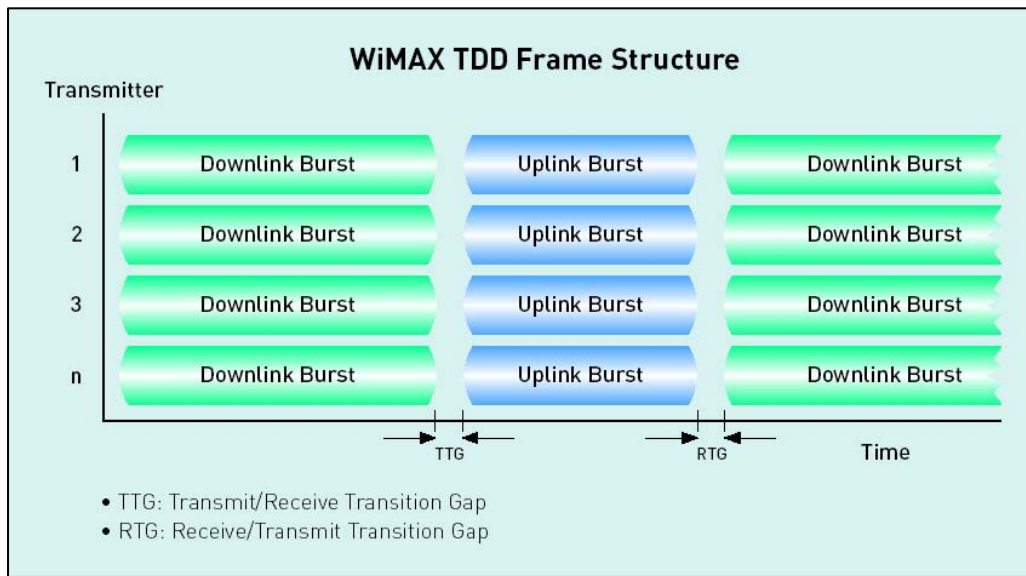 WiMAX TDD Frame Structure
Transmitter
1 Downlink Burst Uplink Burst Downlink Burst
2 Downlink Burst Uplink Burst Downlink Burst
3 Downlink Burst Uplink Burst Downlink Burst
n Downlink Burst Uplink Burst Downlink Burst
TTG RTG Time
• TTG: Transmit/Receive Transition Gap
• RTG: Receive/Transmit Transition Gap